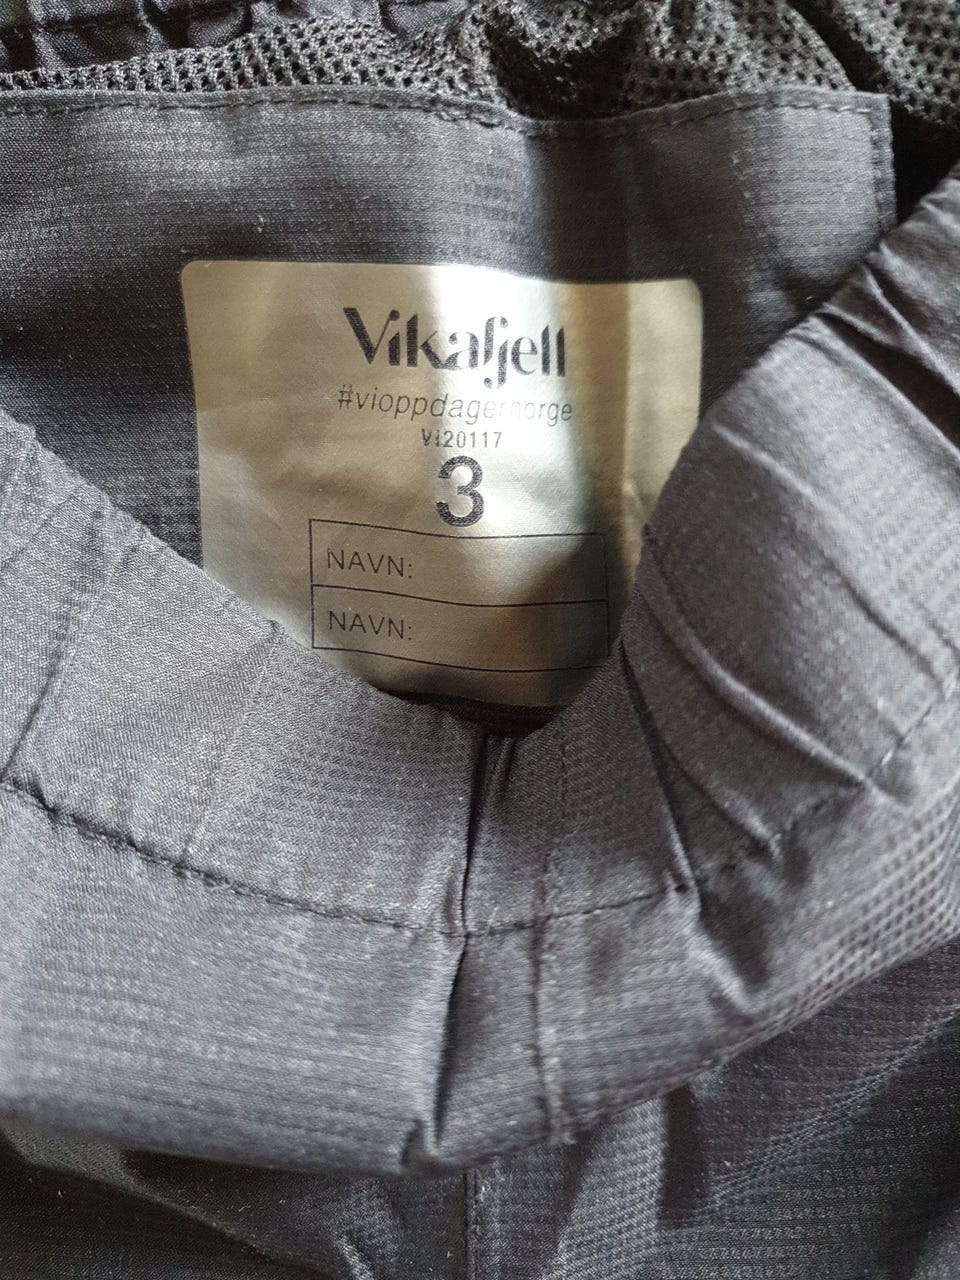 Vikafjell
#vioppdagernorge
VI20117
3
NAVN:
NAVN: